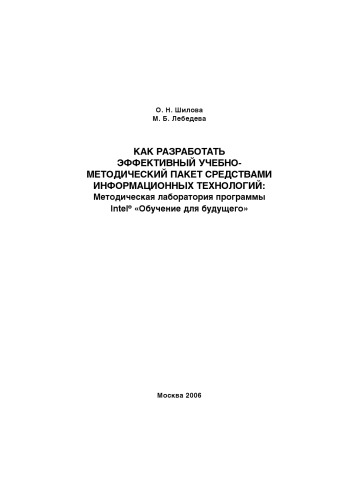 О. Н. Шилова
М. Б. Лебедева
КАК РАЗРАБОТАТЬ
ЭФФЕКТИВНЫЙ УЧЕБНО-
МЕТОДИЧЕСКИЙ ПАКЕТ СРЕДСТВАМИ
ИНФОРМАЦИОННЫХ ТЕХНОЛОГИЙ:
Методическая лаборатория программы
Intel® «Обучение для будущего»
Москва 2006